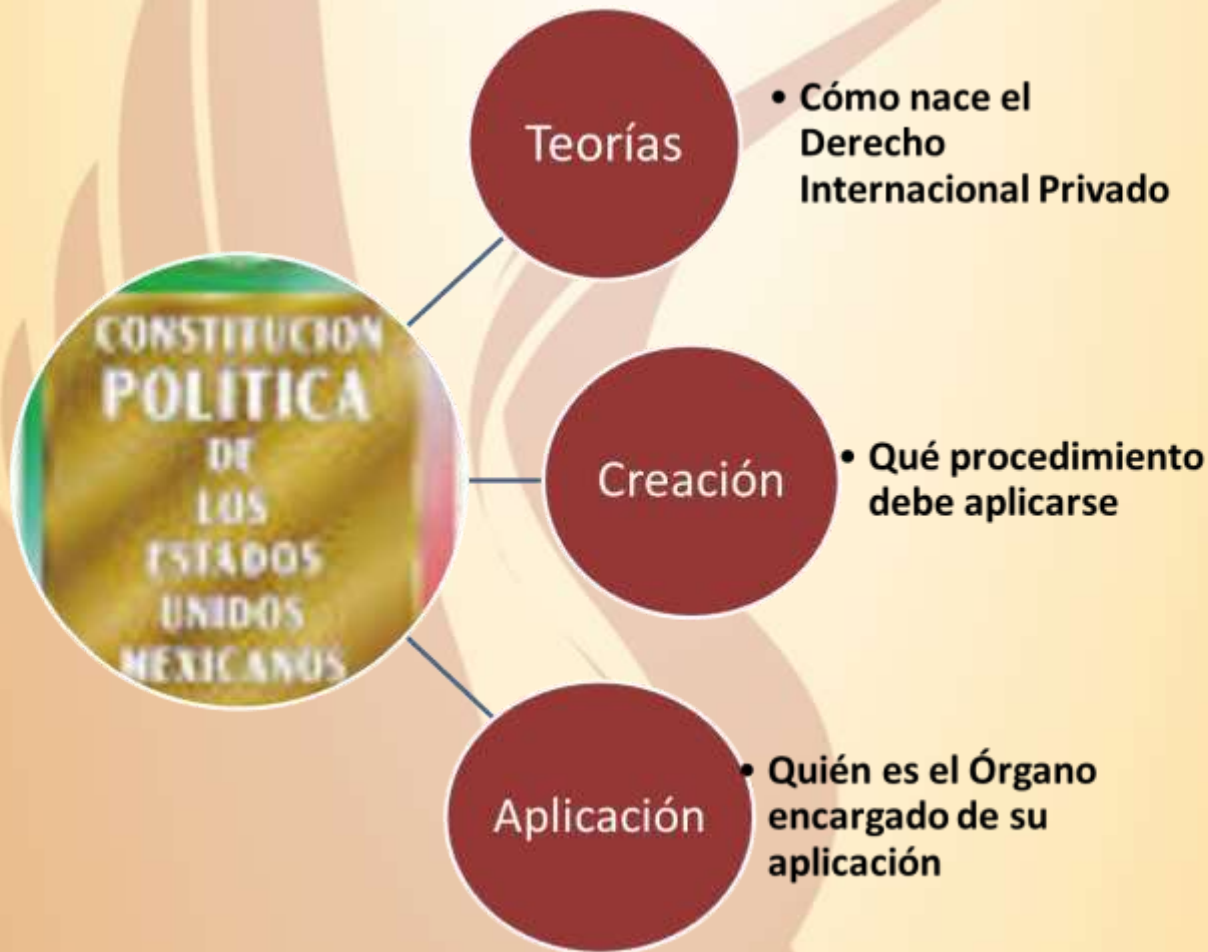 Teorías
• Cómo nace el
Derecho
Internacional Privado
CONSTITUCION
POLITICA
DE
LOS
ESTADOS
UNIDOS
MEXICANOS
Creación
• Qué procedimiento
debe aplicarse
Aplicación
• Quién es el Órgano
encargado de su
aplicación